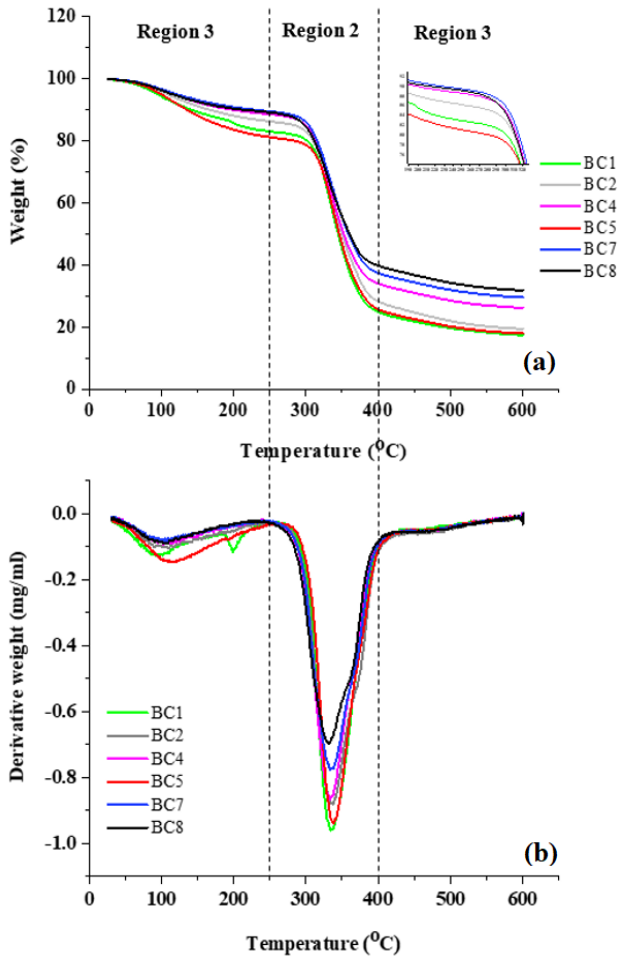 120
Region 3 Region 2 Region 3
100
80
60
40
20
0
Weight (%)
BC1
BC2
BC4
BC5
BC7
BC8
(a)
0 100 200 300 400 500 600
Temperature (OC)
0.0
-0.2
-0.4
-0.6
-0.8
-1.0
Derivative weight (mg/ml)
BC1
BC2
BC4
BC5
BC7
BC8
(b)
0 100 200 300 400 500 600
Temperature (OC)